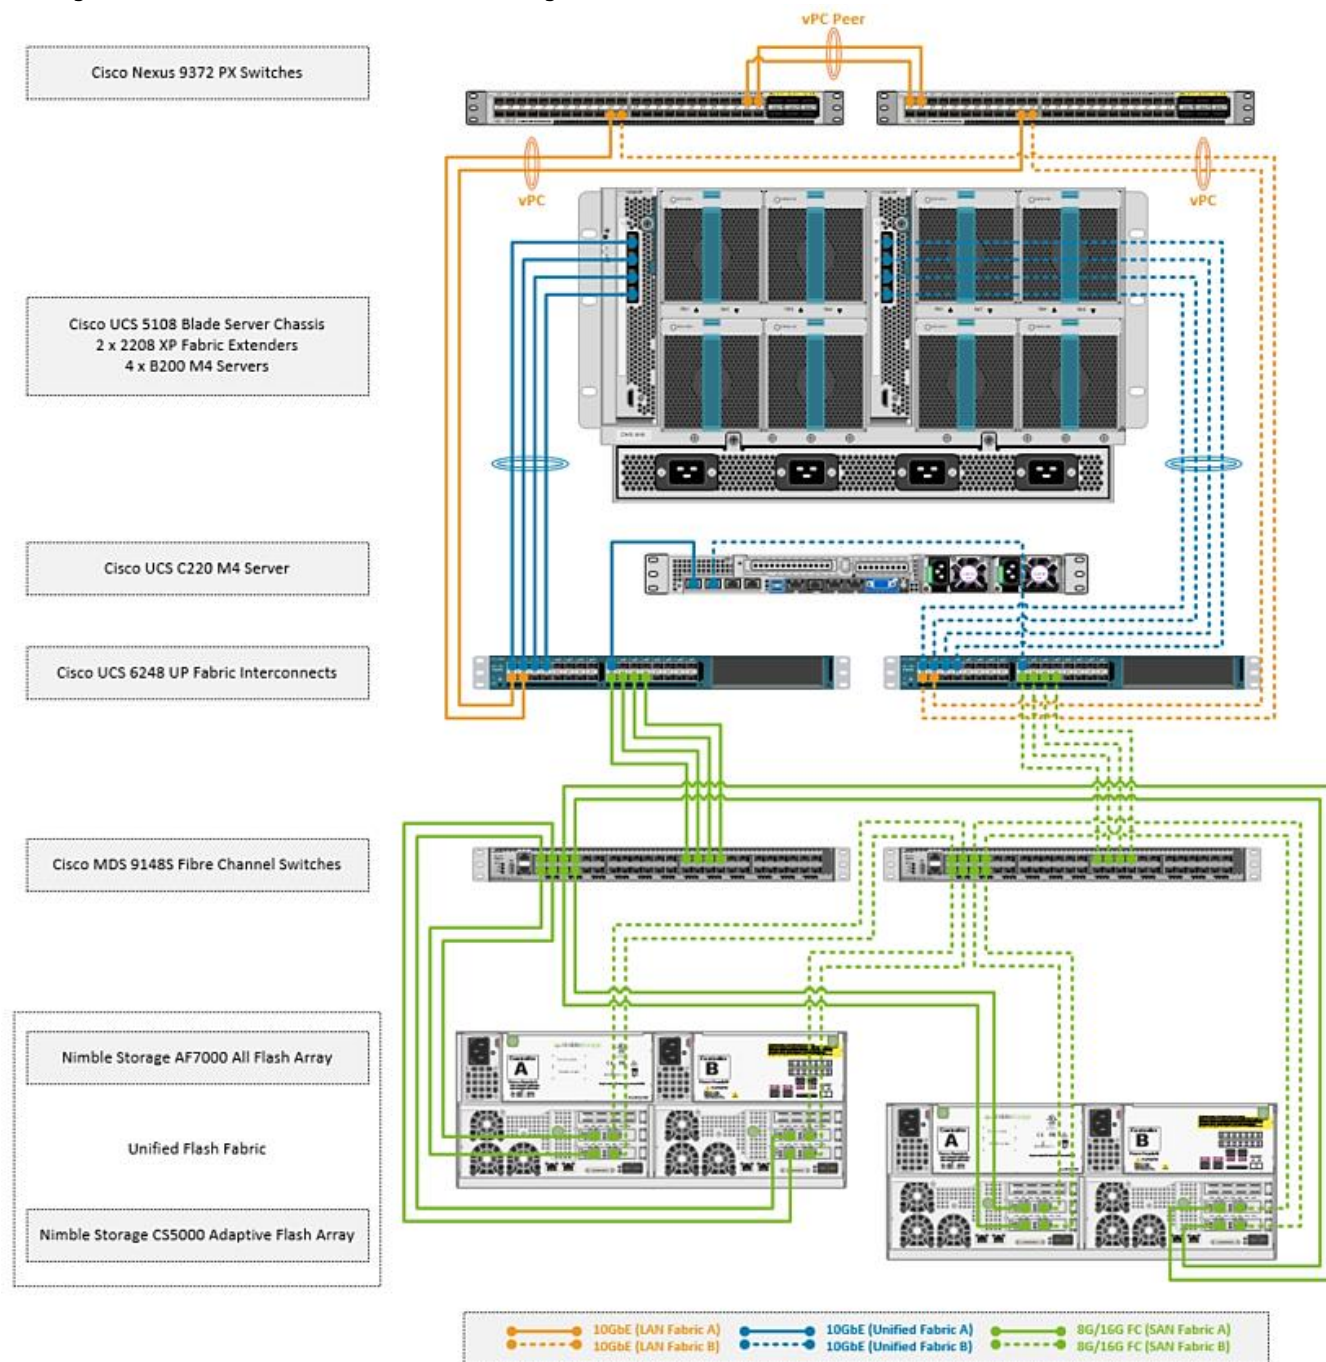 vPC Peer
Cisco Nexus 9372 PX Switches
vPC
vPC
Cisco UCS 5108 Blade Server Chassis
2 x 2208 XP Fabric Extenders
4 x B200 M4 Servers
Cisco UCS C220 M4 Server
Cisco UCS 6248 UP Fabric Interconnects
Cisco MDS 9148S Fibre Channel Switches
Nimble Storage AF7000 All Flash Array
Controller
A
Controller
B
Unified Flash Fabric
Controller
A
Controller
B
Nimble Storage CS5000 Adaptive Flash Array
10GbE (LAN Fabric A)
10GbE (Unified Fabric A)
8G/16G FC (SAN Fabric A)
10GbE (LAN Fabric B)
10GbE (Unified Fabric B)
8G/16G FC (SAN Fabric B)